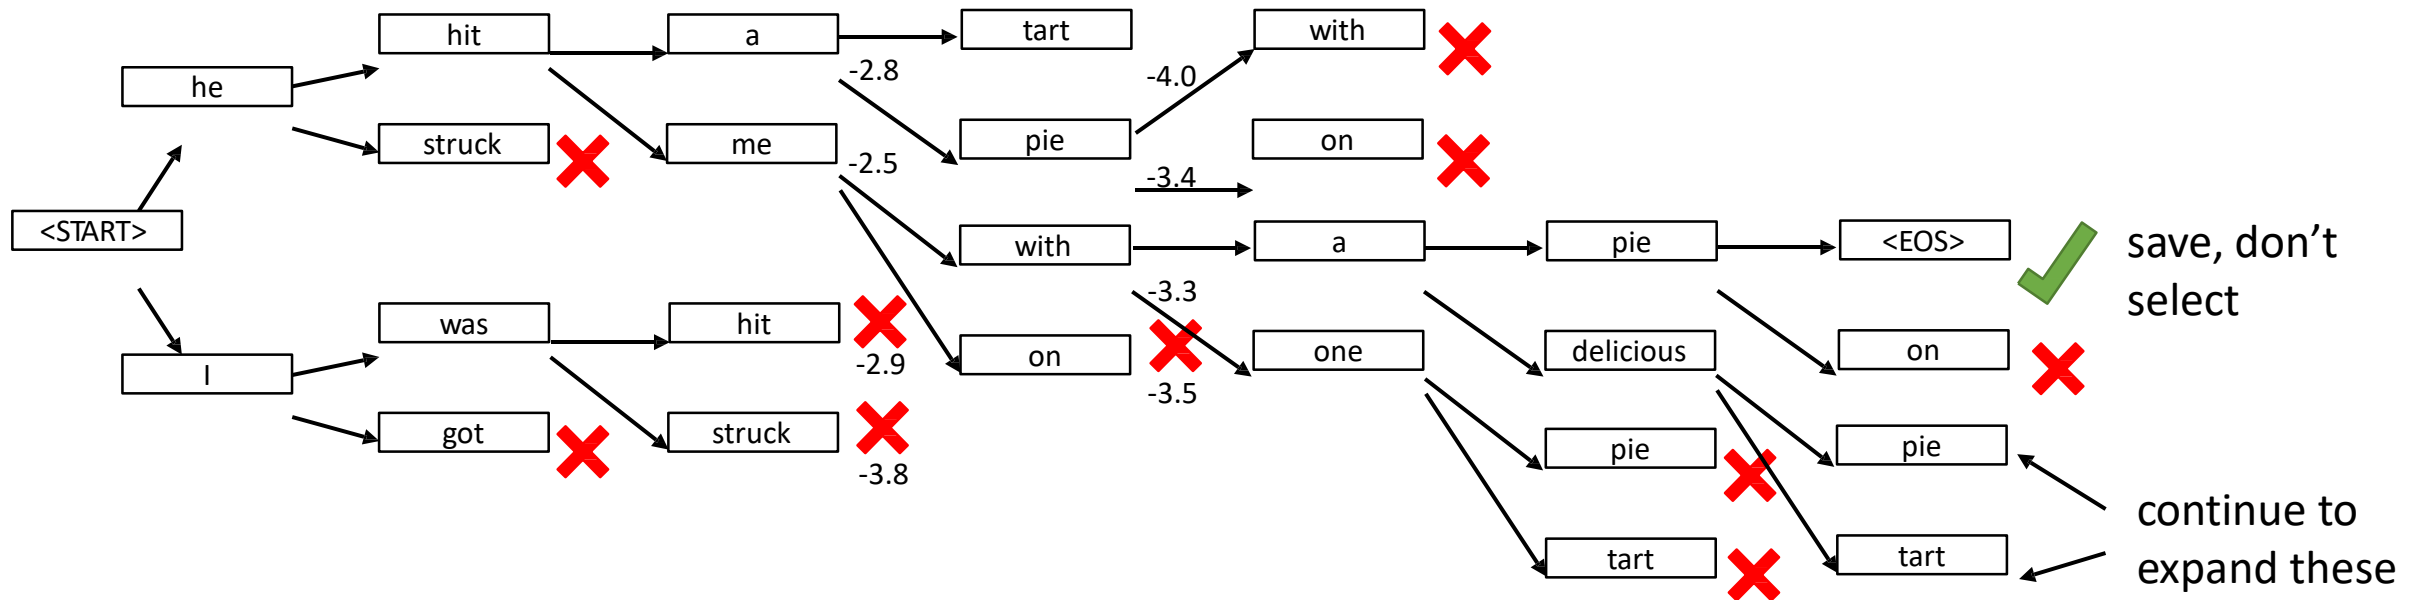 hit
a
tart
with
he
-2.8
-4.0
struck
me
pie
on
-2.5
-3.4
<START>
with
a
pie
<EOS>
save, don’t
select
-3.3
was
hit
on
one
delicious
on
-2.9
I
-3.5
got
struck
pie
pie
-3.8
continue to
expand these
tart
tart